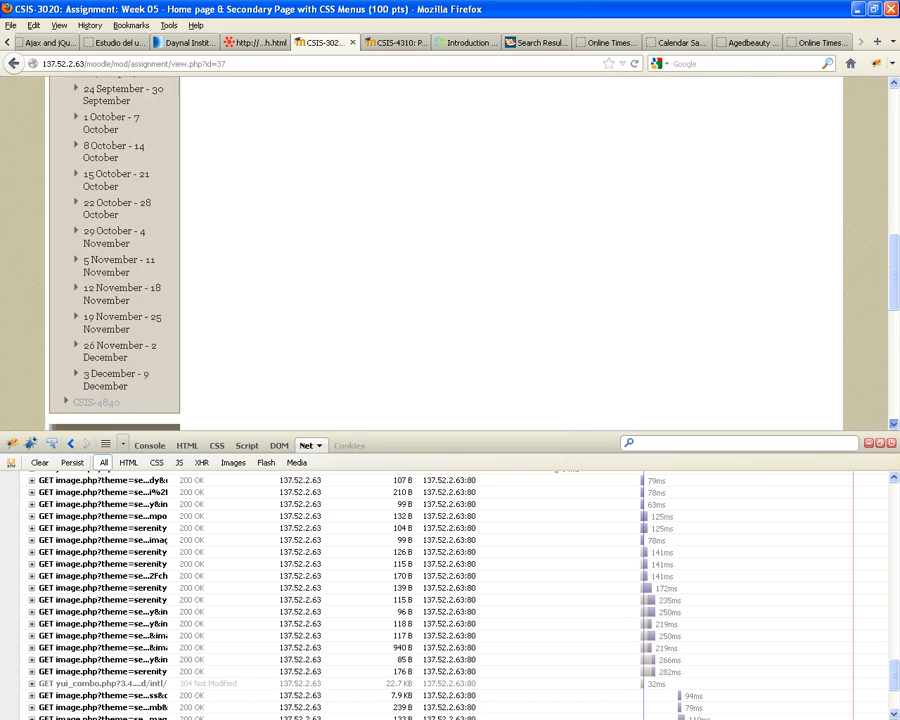 CSIS-3020: Assignment: Week 05 - Home page & Secondary Page with CSS Menus (100 pts) - Mozilla Firefox
File Edit View History Bookmarks Tools Help
Ajax and jQu... Estudio del u... Daynal Instit... http://...h.html CSIS-302... CSIS-4310: P... Introduction ... Search Resul... Online Times... Calendar Sa... Agedbeauty ... Online Times...
137.52.2.63/moodle/mod/assignment/view.php?id=37 Google
24 September - 30
September
1 October - 7
October
8 October - 14
October
15 October - 21
October
22 October - 28
October
29 October - 4
November
5 November - 11
November
12 November - 18
November
19 November - 25
November
26 November - 2
December
3 December - 9
December
CSIS-4840
Console HTML CSS Script DOM Net Cookies
Clear Persist All HTML CSS JS XHR Images Flash Media
GET image.php?theme=se...dy&i 200 OK 137.52.2.63 107 B 137.52.2.63:80 79ms
GET image.php?theme=se...i%2I 200 OK 137.52.2.63 210 B 137.52.2.63:80 78ms
GET image.php?theme=se...y&in 200 OK 137.52.2.63 99 B 137.52.2.63:80 63ms
GET image.php?theme=se...mpo 200 OK 137.52.2.63 132 B 137.52.2.63:80 125ms
GET image.php?theme=serenity 200 OK 137.52.2.63 104 B 137.52.2.63:80 125ms
GET image.php?theme=se...imag 200 OK 137.52.2.63 99 B 137.52.2.63:80 78ms
GET image.php?theme=serenity 200 OK 137.52.2.63 126 B 137.52.2.63:80 141ms
GET image.php?theme=serenity 200 OK 137.52.2.63 115 B 137.52.2.63:80 141ms
GET image.php?theme=se...2Fch 200 OK 137.52.2.63 170 B 137.52.2.63:80 141ms
GET image.php?theme=serenity 200 OK 137.52.2.63 139 B 137.52.2.63:80 172ms
GET image.php?theme=serenity 200 OK 137.52.2.63 115 B 137.52.2.63:80 235ms
GET image.php?theme=se...y&in 200 OK 137.52.2.63 96 B 137.52.2.63:80 250ms
GET image.php?theme=se...y&in 200 OK 137.52.2.63 118 B 137.52.2.63:80 219ms
GET image.php?theme=se...&ima 200 OK 137.52.2.63 117 B 137.52.2.63:80 250ms
GET image.php?theme=serenity 200 OK 137.52.2.63 940 B 137.52.2.63:80 219ms
GET image.php?theme=se...y&in 200 OK 137.52.2.63 85 B 137.52.2.63:80 266ms
GET image.php?theme=serenity 200 OK 137.52.2.63 176 B 137.52.2.63:80 282ms
GET yui_combo.php?3.4....d/intl/ 304 Not Modified 137.52.2.63 22.7 KB 137.52.2.63:80 32ms
GET image.php?theme=se...ss&c 200 OK 137.52.2.63 7.9 KB 137.52.2.63:80 94ms
GET image.php?theme=se...mb& 200 OK 137.52.2.63 239 B 137.52.2.63:80 79ms
200 OK 137.52.2.63 133 B 137.52.2.63:80